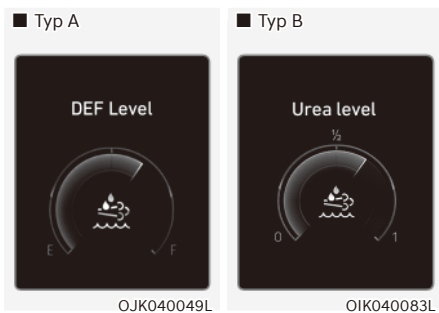 ■ Typ A
DEF Level
E
F
OJK040049L
■ Typ B
Urea level
½
0
1
OIK040083L